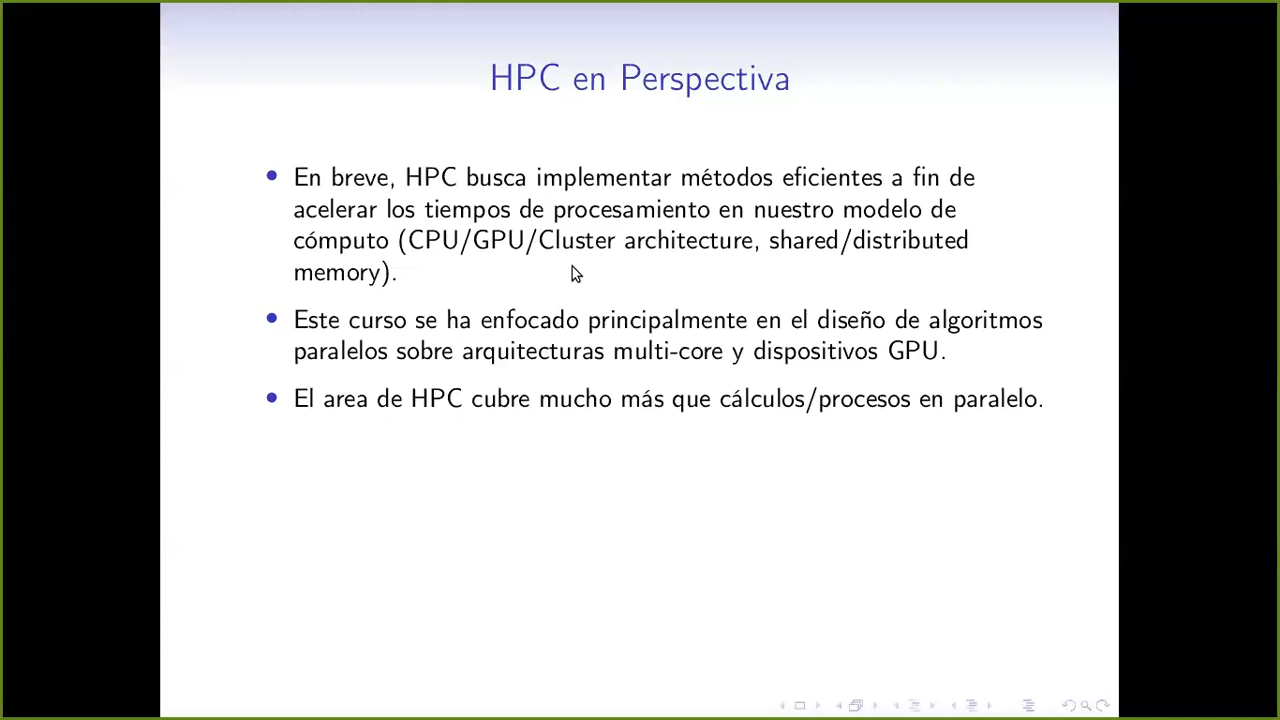 HPC en Perspectiva
• En breve, HPC busca implementar métodos eficientes a fin de
acelerar los tiempos de procesamiento en nuestro modelo de
cómputo (CPU/GPU/Cluster architecture, shared/distributed
memory).
• Este curso se ha enfocado principalmente en el diseño de algoritmos
paralelos sobre arquitecturas multi-core y dispositivos GPU.
• El area de HPC cubre mucho más que cálculos/procesos en paralelo.